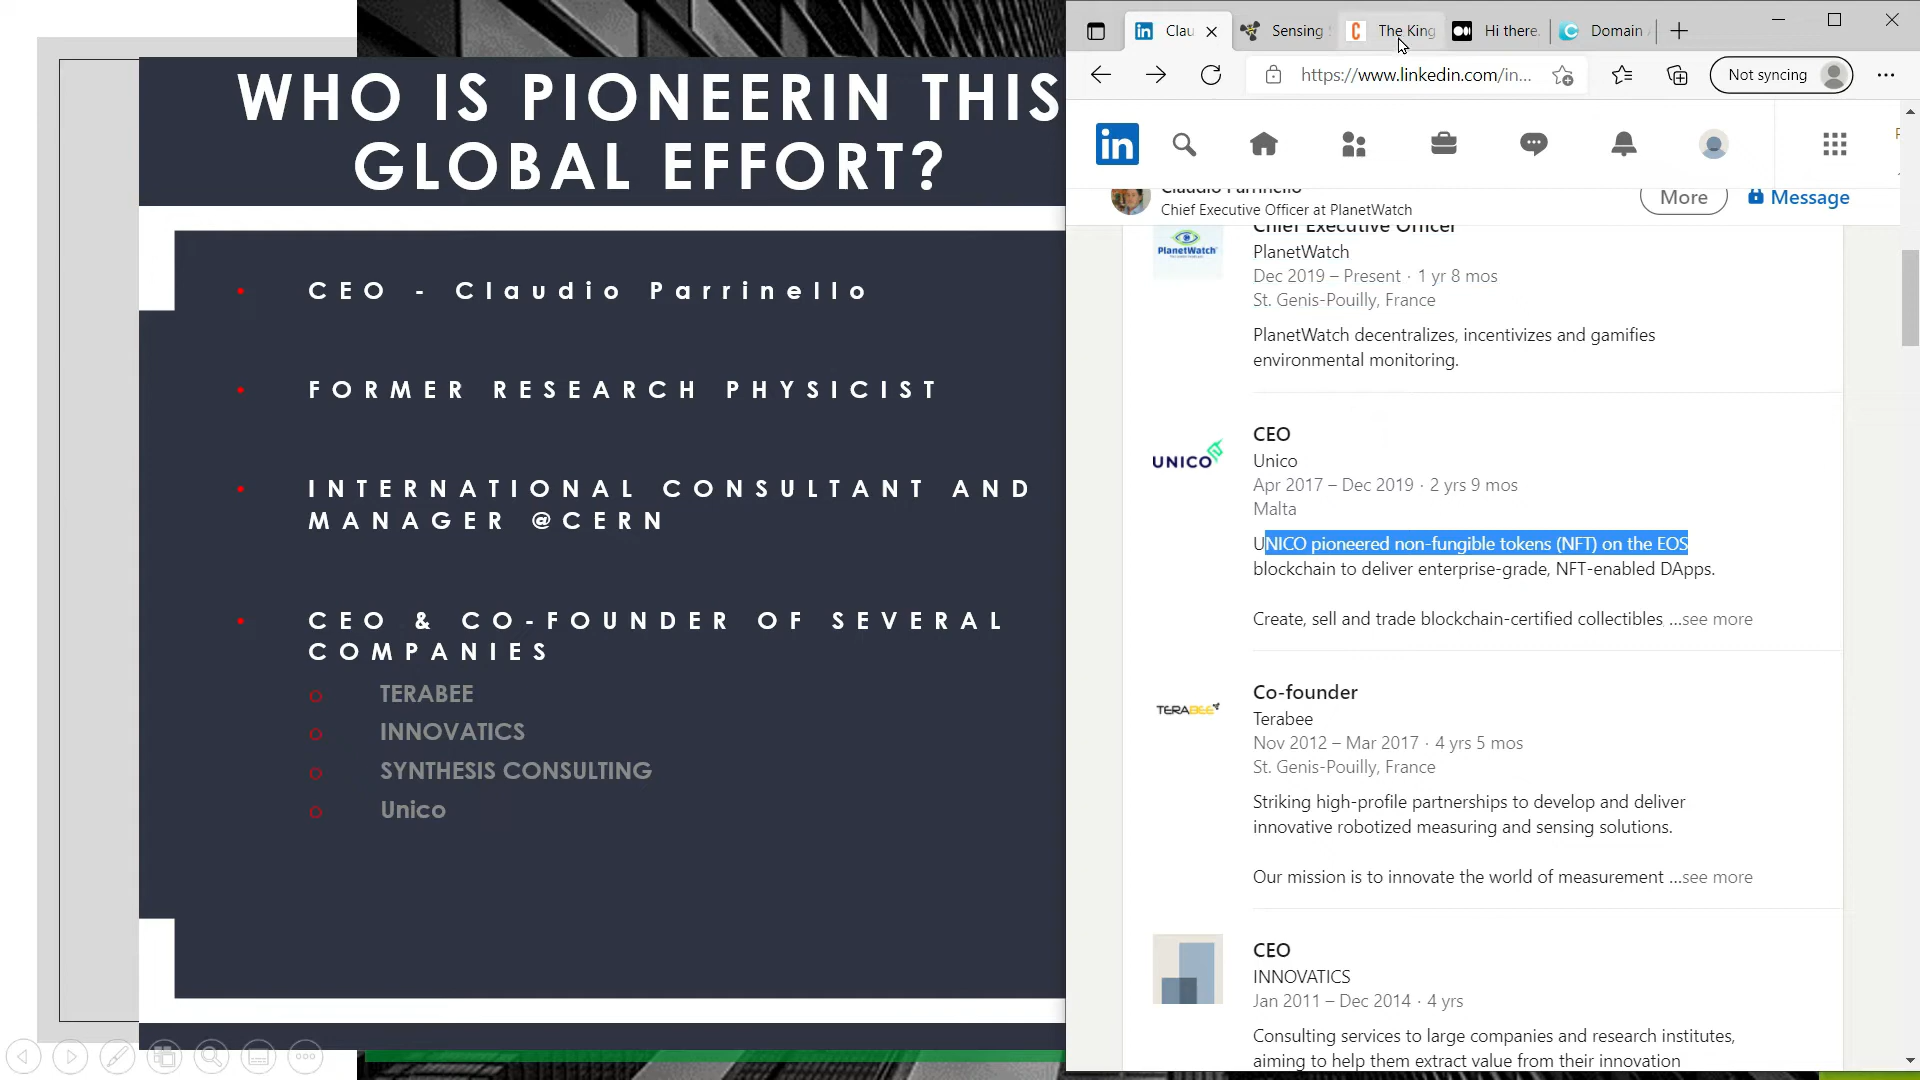 WHO IS PIONEERIN THIS
GLOBAL EFFORT?
CEO - Claudio Parrinello
FORMER RESEARCH PHYSICIST
INTERNATIONAL CONSULTANT AND
MANAGER @CERN
CEO & CO-FOUNDER OF SEVERAL
COMPANIES
TERABEE
INNOVATICS
SYNTHESIS CONSULTING
Unico
Clau
Sensing
The King
Hi there.
Domain
https://www.linkedin.com/in...
Not syncing
in
Claudio Parrinello
Chief Executive Officer at PlanetWatch
More
Message
Chief Executive Officer
PlanetWatch
PlanetWatch
Dec 2019 – Present · 1 yr 8 mos
St. Genis-Pouilly, France
PlanetWatch decentralizes, incentivizes and gamifies
environmental monitoring.
CEO
UNICO
Unico
Apr 2017 – Dec 2019 · 2 yrs 9 mos
Malta
UNICO pioneered non-fungible tokens (NFT) on the EOS
blockchain to deliver enterprise-grade, NFT-enabled DApps.
Create, sell and trade blockchain-certified collectibles ...see more
Co-founder
TERABEE
Terabee
Nov 2012 – Mar 2017 · 4 yrs 5 mos
St. Genis-Pouilly, France
Striking high-profile partnerships to develop and deliver
innovative robotized measuring and sensing solutions.
Our mission is to innovate the world of measurement ...see more
CEO
INNOVATICS
Jan 2011 – Dec 2014 · 4 yrs
Consulting services to large companies and research institutes,
aiming to help them extract value from their innovation